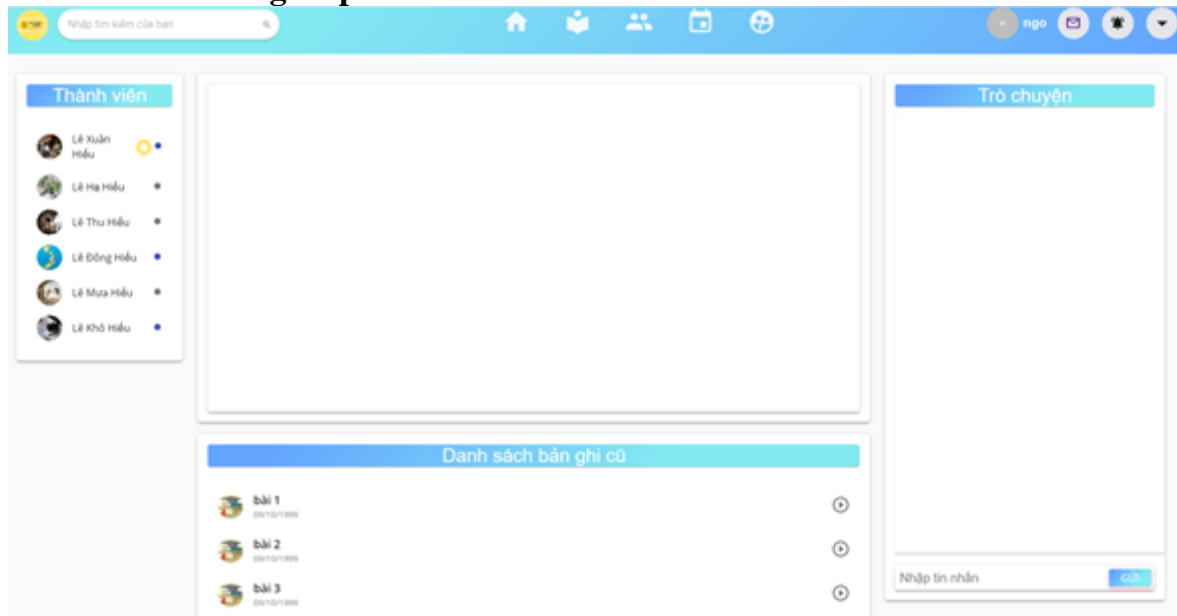 Nhập tìm kiếm của bạn
ngo
Thành viên
Lê Xuân
Hiếu
Lê Hạ Hiếu
Lê Thu Hiếu
Lê Đông Hiếu
Lê Mưa Hiếu
Lê Khô Hiếu
Trò chuyện
Danh sách bản ghi cũ
bài 1
09/10/1999
bài 2
09/10/1999
bài 3
09/10/1999
Nhập tin nhắn
GỬI